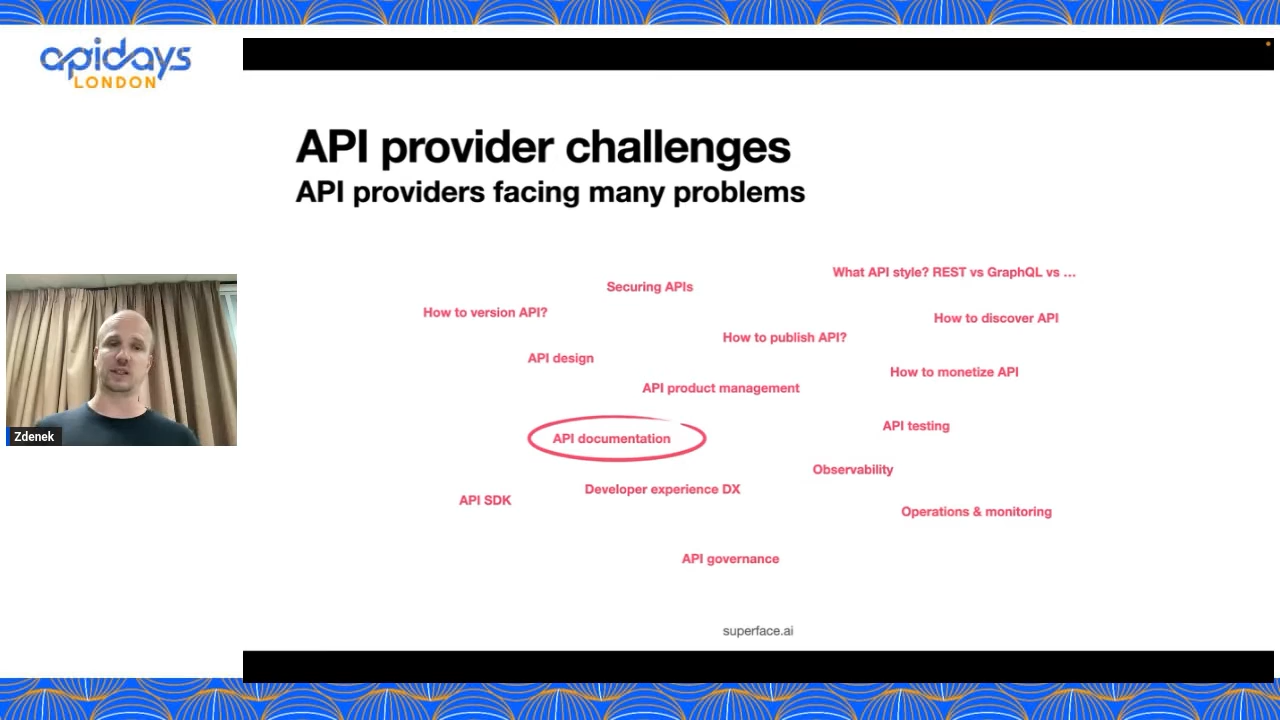 apidays
LONDON
API provider challenges
API providers facing many problems
What API style? REST vs GraphQL vs ...
Securing APIs
How to version API?
How to discover API
How to publish API?
API design
How to monetize API
API product management
API testing
API documentation
Observability
Developer experience DX
API SDK
Operations & monitoring
API governance
superface.ai
Zdenek